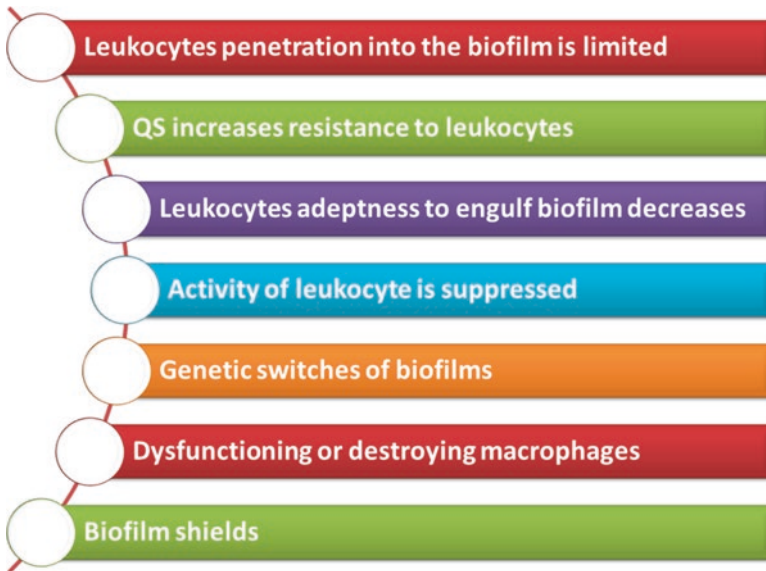 Leukocytes penetration into the biofilm is limited
QS increases resistance to leukocytes
Leukocytes adeptness to engulf biofilm decreases
Activity of leukocyte is suppressed
Genetic switches of biofilms
Dysfunctioning or destroying macrophages
Biofilm shields